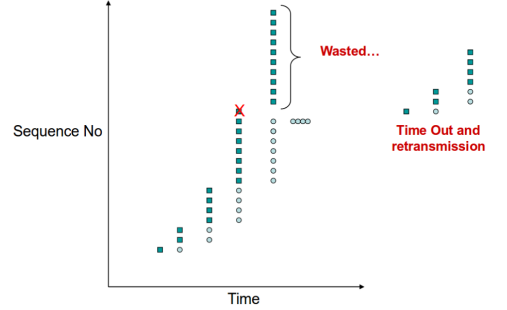 Wasted…
Sequence No
Time Out and
retransmission
Time